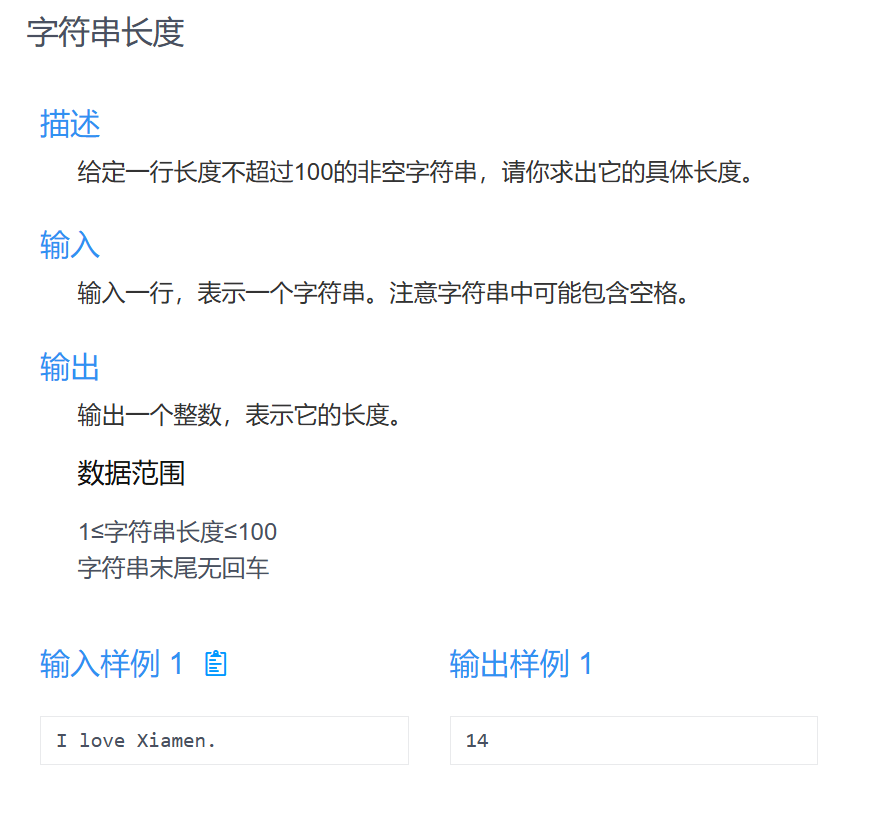 字符串长度
描述
给定一行长度不超过100的非空字符串，请你求出它的具体长度。
输入
输入一行，表示一个字符串。注意字符串中可能包含空格。
输出
输出一个整数，表示它的长度。
数据范围
1≤字符串长度≤100
字符串末尾无回车
输入样例 1
输出样例 1
I love Xiamen.
14